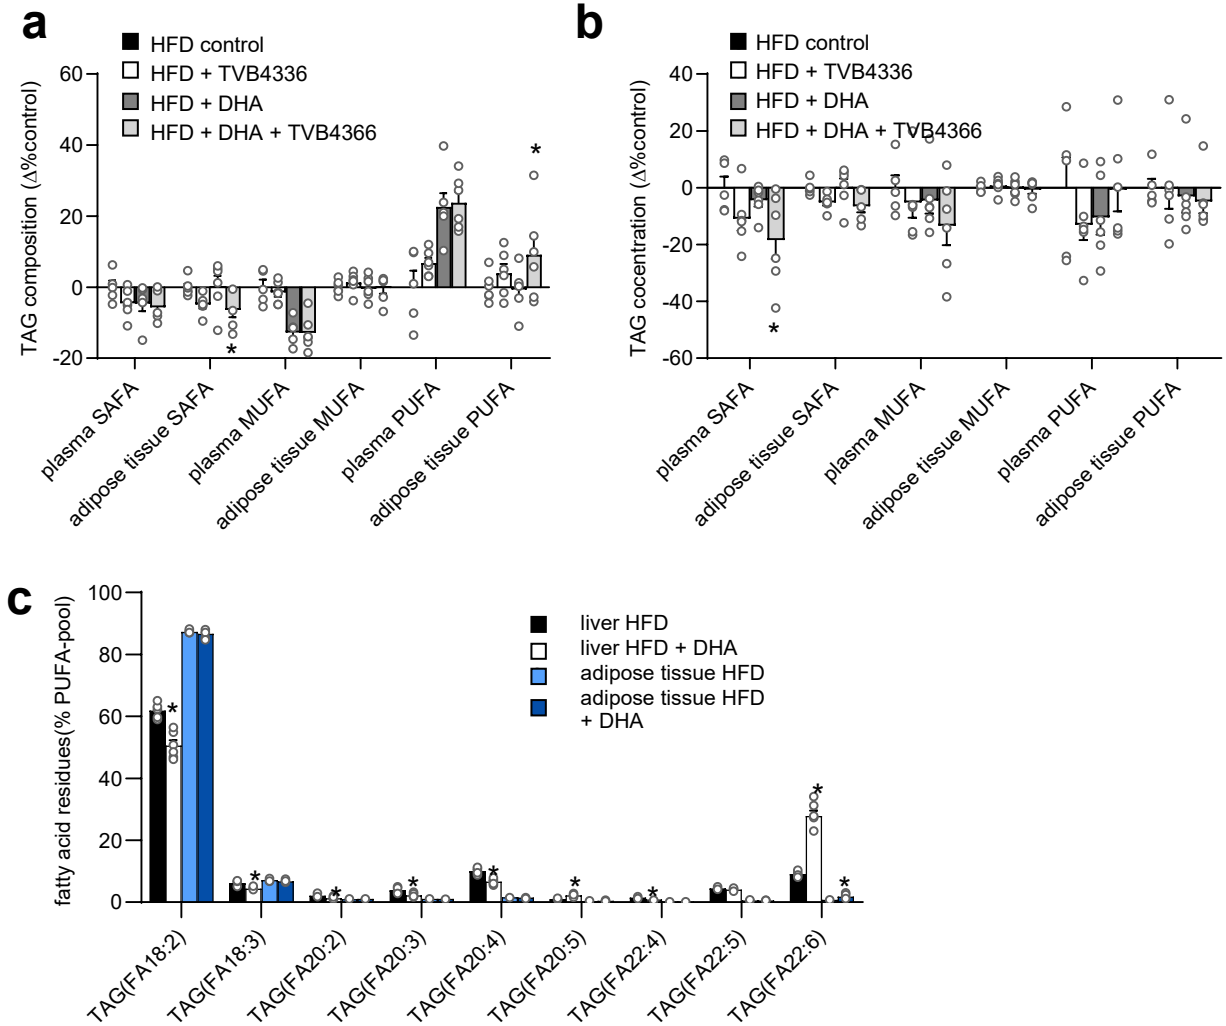 a
HFD control
HFD + TVB4336
HFD + DHA
HFD + DHA + TVB4366
TAG composition (Δ%control)
60
40
20
0
-20
*
*
plasma SAFA
adipose tissue SAFA
plasma MUFA
adipose tissue MUFA
plasma PUFA
adipose tissue PUFA
b
HFD control
HFD + TVB4336
HFD + DHA
HFD + DHA + TVB4366
TAG cocentration (Δ%control)
40
20
0
-20
-40
-60
*
plasma SAFA
adipose tissue SAFA
plasma MUFA
adipose tissue MUFA
plasma PUFA
adipose tissue PUFA
c
fatty acid residues(% PUFA-pool)
100
80
60
40
20
0
liver HFD
liver HFD + DHA
adipose tissue HFD
adipose tissue HFD
+ DHA
*
*
*
*
*
*
*
*
*
TAG(FA18:2)
TAG(FA18:3)
TAG(FA20:2)
TAG(FA20:3)
TAG(FA20:4)
TAG(FA20:5)
TAG(FA22:4)
TAG(FA22:5)
TAG(FA22:6)